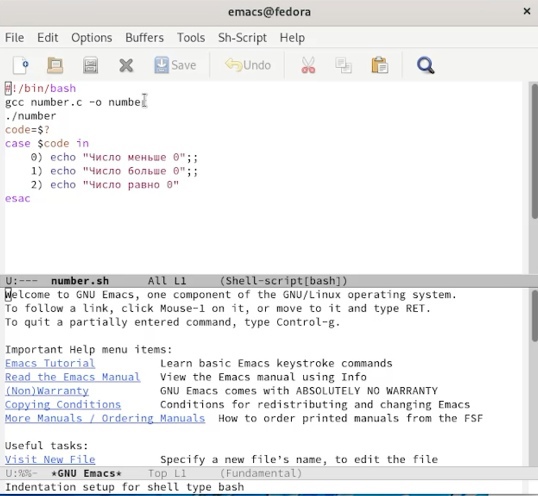 emacs@fedora
File Edit Options Buffers Tools Sh-Script Help
Save Undo
#!/bin/bash
gcc number.c -o number
./number
code=$?
case $code in
    0) echo "Число меньше 0";;
    1) echo "Число больше 0";;
    2) echo "Число равно 0"
esac
U:--- number.sh All L1 (Shell-script[bash])
Welcome to GNU Emacs, one component of the GNU/Linux operating system.
To follow a link, click Mouse-1 on it, or move to it and type RET.
To quit a partially entered command, type Control-g.
Important Help menu items:
Emacs Tutorial Learn basic Emacs keystroke commands
Read the Emacs Manual View the Emacs manual using Info
(Non)Warranty GNU Emacs comes with ABSOLUTELY NO WARRANTY
Copying Conditions Conditions for redistributing and changing Emacs
More Manuals / Ordering Manuals How to order printed manuals from the FSF
Useful tasks:
Visit New File Specify a new file's name, to edit the file
U:%%- *GNU Emacs* Top L1 (Fundamental)
Indentation setup for shell type bash